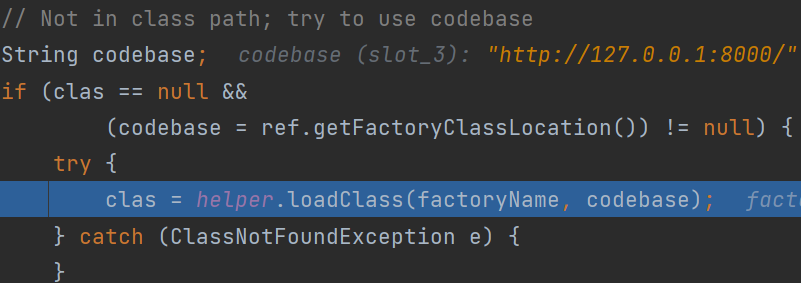 // Not in class path; try to use codebase
String codebase; codebase (slot_3): "http://127.0.0.1:8000/"
if (clas == null &&
(codebase = ref.getFactoryClassLocation()) != null) {
try {
clas = helper.loadClass(factoryName, codebase);
} catch (ClassNotFoundException e) {
}